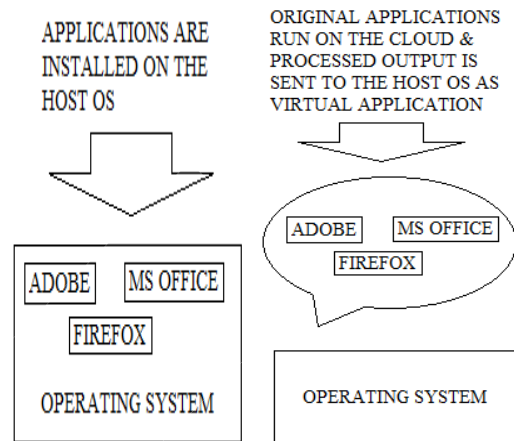 APPLICATIONS ARE
INSTALLED ON THE
HOST OS
ADOBE
MS OFFICE
FIREFOX
OPERATING SYSTEM
ORIGINAL APPLICATIONS
RUN ON THE CLOUD &
PROCESSED OUTPUT IS
SENT TO THE HOST OS AS
VIRTUAL APPLICATION
ADOBE
MS OFFICE
FIREFOX
OPERATING SYSTEM